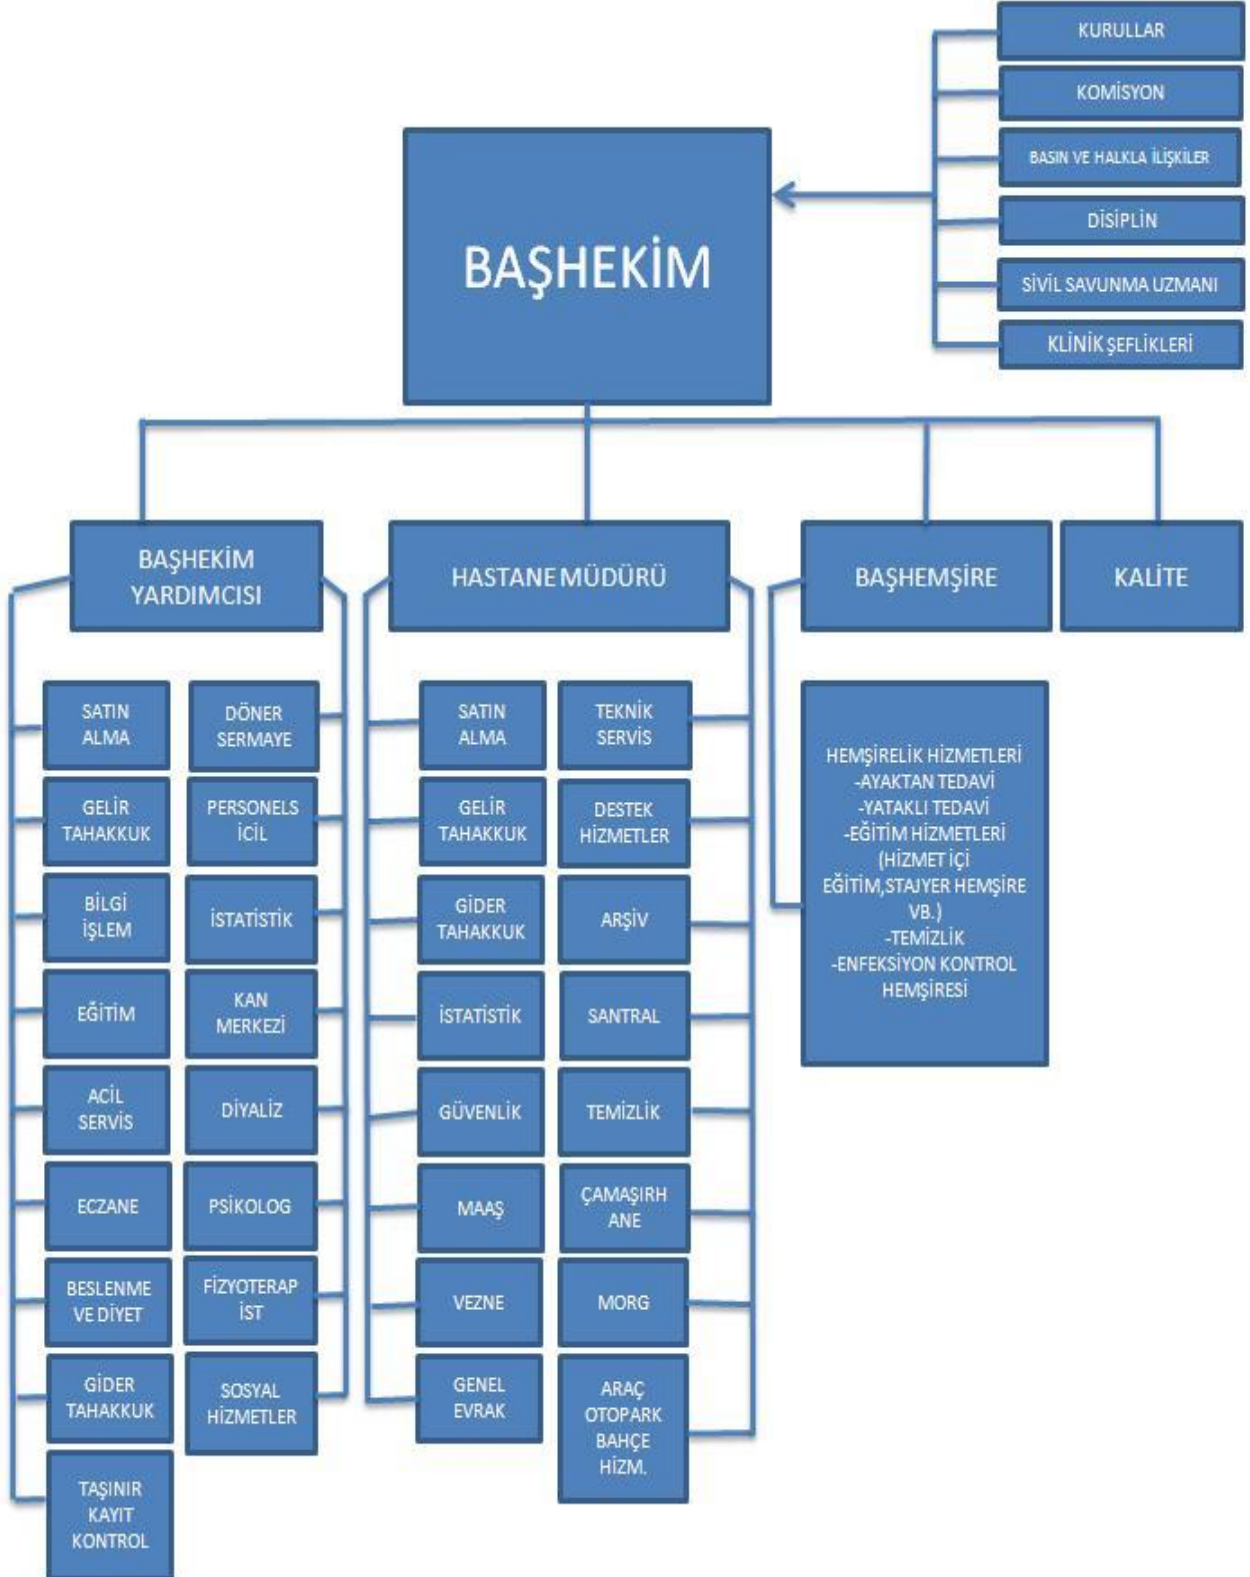 KURULLAR
KOMİSYON
BASIN VE HALKLA İLİŞKİLER
DİSİPLİN
SİVİL SAVUNMA UZMANI
KLİNİK ŞEFLİKLERİ
BAŞHEKİM
BAŞHEKİM
YARDIMCISI
HASTANE MÜDÜRÜ
BAŞHEMŞİRE
KALİTE
SATIN
ALMA
DÖNER
SERMAYE
GELİR
TAHAKKUK
PERSONELS
İCİL
BİLGİ
İŞLEM
İSTATİSTİK
EĞİTİM
KAN
MERKEZİ
ACİL
SERVİS
DİYALİZ
ECZANE
PSİKOLOG
BESLENME
VE DİYET
FİZYOTERAP
İST
GİDER
TAHAKKUK
SOSYAL
HİZMETLER
TAŞINIR
KAYIT
KONTROL
SATIN
ALMA
TEKNİK
SERVİS
GELİR
TAHAKKUK
DESTEK
HİZMETLER
GİDER
TAHAKKUK
ARŞİV
İSTATİSTİK
SANTRAL
GÜVENLİK
TEMİZLİK
MAAŞ
ÇAMAŞIRH
ANE
VEZNE
MORG
GENEL
EVRAK
ARAÇ
OTOPARK
BAHÇE
HİZM.
HEMŞİRELİK HİZMETLERİ
-AYAKTAN TEDAVİ
-YATAKLI TEDAVİ
-EĞİTİM HİZMETLERİ
(HİZMET İÇİ
EĞİTİM,STAJYER HEMŞİRE
VB.)
-TEMİZLİK
-ENFEKSİYON KONTROL
HEMŞİRESİ